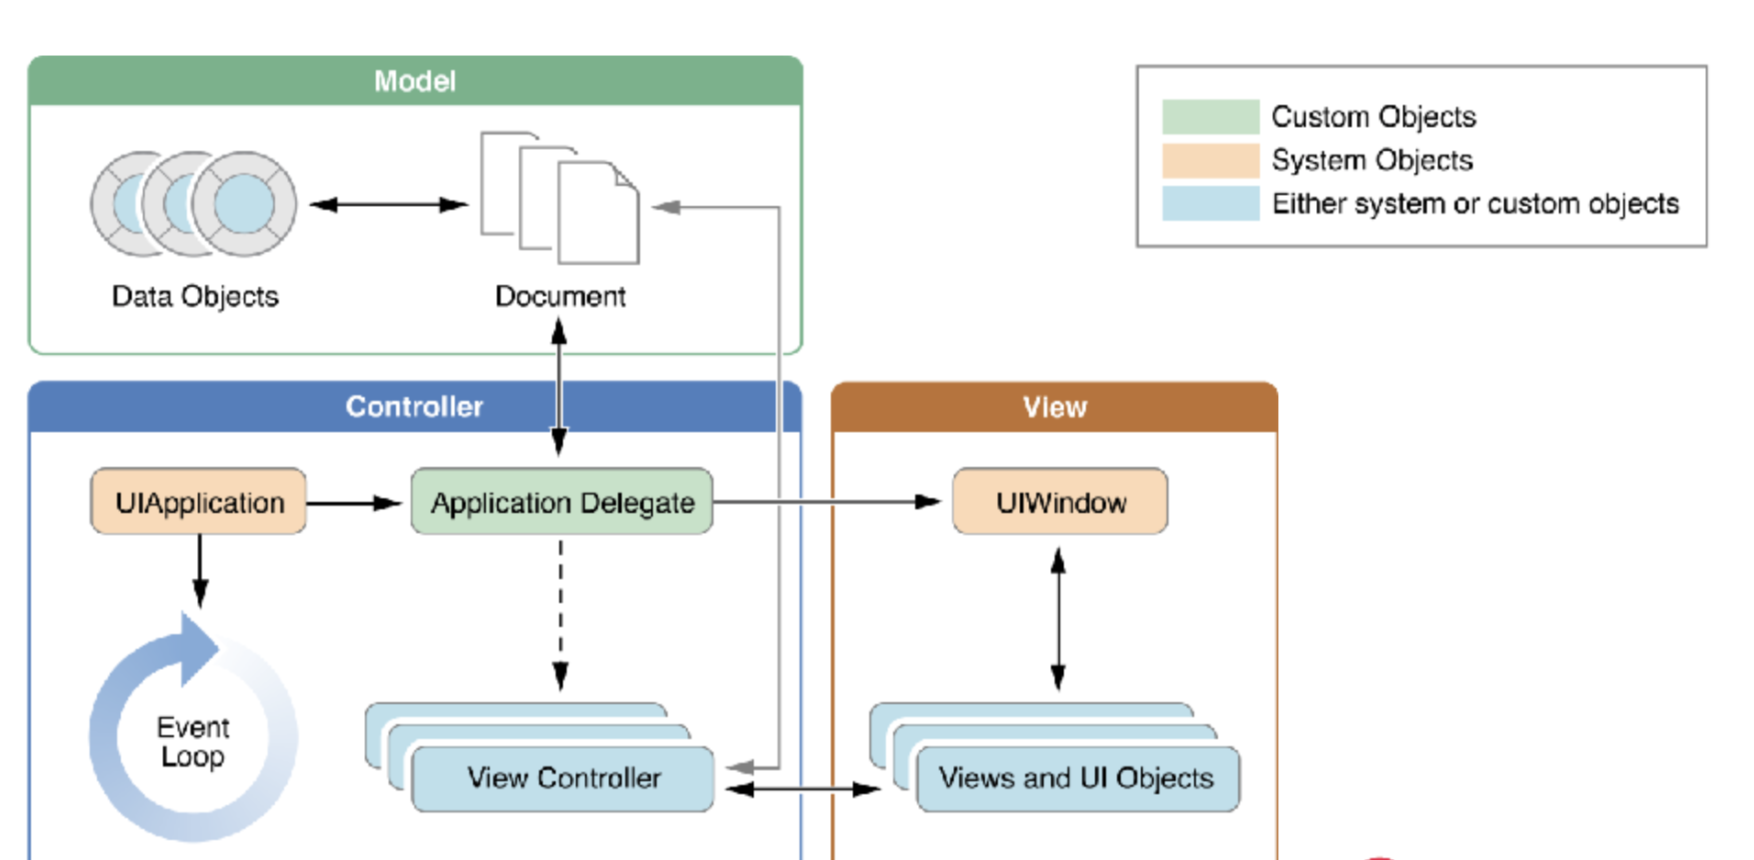 Model
Data Objects
Document
Custom Objects
System Objects
Either system or custom objects
Controller
UIApplication
Application Delegate
Event
Loop
View Controller
View
UIWindow
Views and UI Objects